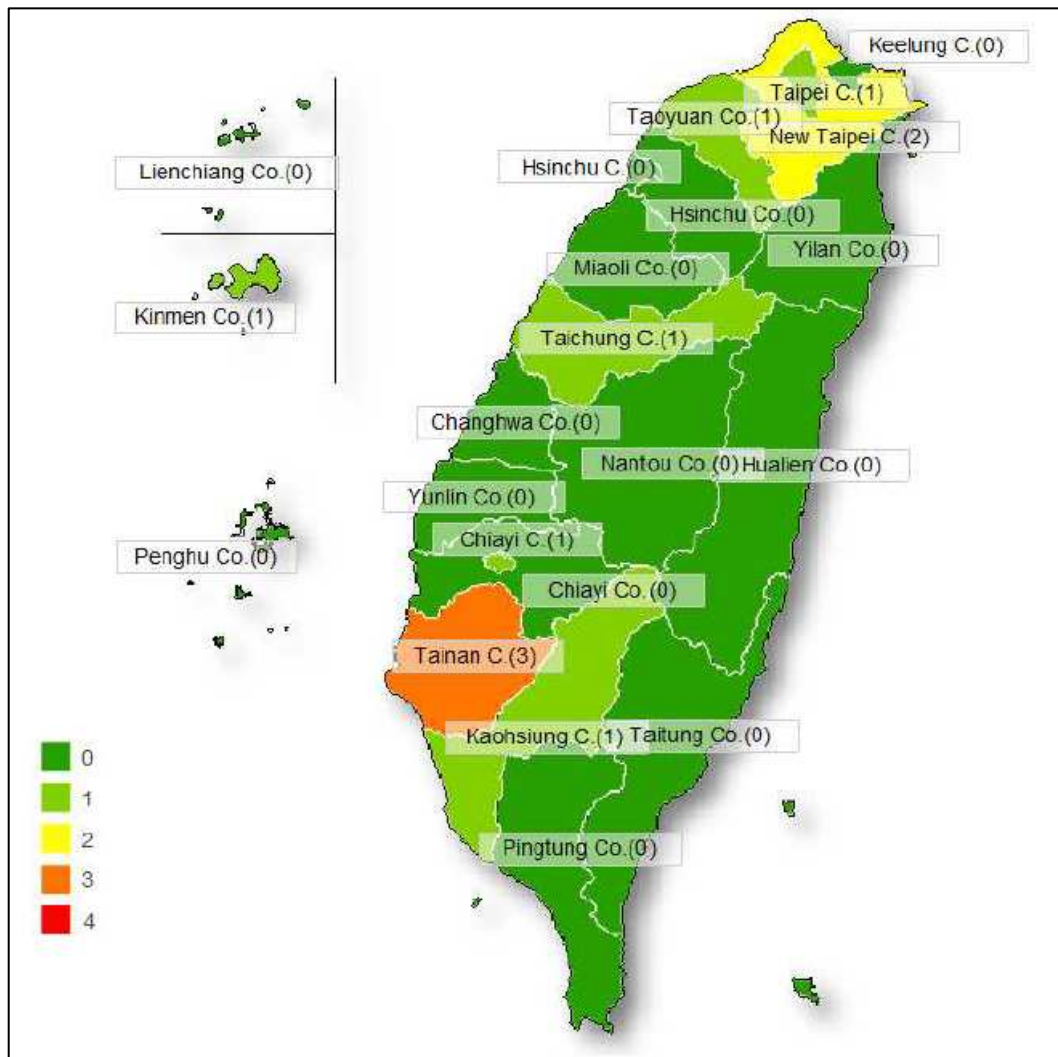 Keelung C.(0)
Taipei C.(1)
Taoyuan Co.(1)
New Taipei C.(2)
Lienchiang Co.(0)
Hsinchu C.(0)
Hsinchu Co.(0)
Yilan Co.(0)
Miaoli Co.(0)
Kinmen Co.(1)
Taichung C.(1)
Changhwa Co.(0)
Nantou Co.(0)
Hualien Co.(0)
Yunlin Co.(0)
Chiayi C.(1)
Penghu Co.(0)
Chiayi Co.(0)
Tainan C.(3)
Kaohsiung C.(1)
Taitung Co.(0)
Pingtung Co.(0)
0
1
2
3
4